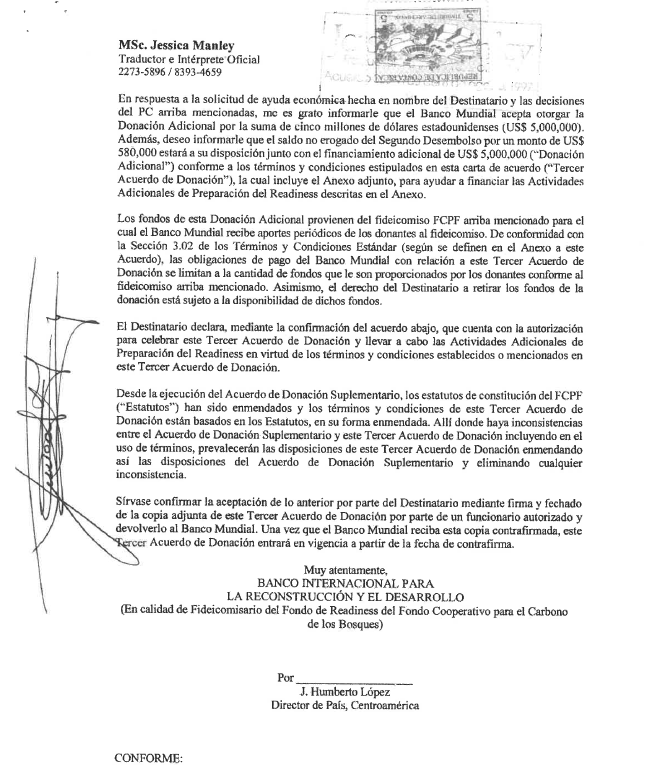 MSc. Jessica Manley
Traductor e Intérprete Oficial
2273-5896 / 8393-4659
En respuesta a la solicitud de ayuda económica hecha en nombre del Destinatario y las decisiones
del PC arriba mencionadas, me es grato informarle que el Banco Mundial acepta otorgar la
Donación Adicional por la suma de cinco millones de dólares estadounidenses (US$ 5,000,000).
Además, deseo informarle que el saldo no erogado del Segundo Desembolso por un monto de US$
580,000 estará a su disposición junto con el financiamiento adicional de US$ 5,000,000 (“Donación
Adicional”) conforme a los términos y condiciones estipulados en esta carta de acuerdo (“Tercer
Acuerdo de Donación”), la cual incluye el Anexo adjunto, para ayudar a financiar las Actividades
Adicionales de Preparación del Readiness descritas en el Anexo.
Los fondos de esta Donación Adicional provienen del fideicomiso FCPF arriba mencionado para el
cual el Banco Mundial recibe aportes periódicos de los donantes al fideicomiso. De conformidad con
la Sección 3.02 de los Términos y Condiciones Estándar (según se definen en el Anexo a este
Acuerdo), las obligaciones de pago del Banco Mundial con relación a este Tercer Acuerdo de
Donación se limitan a la cantidad de fondos que le son proporcionados por los donantes conforme al
fideicomiso arriba mencionado. Asimismo, el derecho del Destinatario a retirar los fondos de la
donación está sujeto a la disponibilidad de dichos fondos.
El Destinatario declara, mediante la confirmación del acuerdo abajo, que cuenta con la autorización
para celebrar este Tercer Acuerdo de Donación y llevar a cabo las Actividades Adicionales de
Preparación del Readiness en virtud de los términos y condiciones establecidos o mencionados en
este Tercer Acuerdo de Donación.
Desde la ejecución del Acuerdo de Donación Suplementario, los estatutos de constitución del FCPF
(“Estatutos”) han sido enmendados y los términos y condiciones de este Tercer Acuerdo de
Donación están basados en los Estatutos, en su forma enmendada. Allí donde haya inconsistencias
entre el Acuerdo de Donación Suplementario y este Tercer Acuerdo de Donación incluyendo en el
uso de términos, prevalecerán las disposiciones de este Tercer Acuerdo de Donación enmendando
así las disposiciones del Acuerdo de Donación Suplementario y eliminando cualquier
inconsistencia.
Sírvase confirmar la aceptación de lo anterior por parte del Destinatario mediante firma y fechado
de la copia adjunta de este Tercer Acuerdo de Donación por parte de un funcionario autorizado y
devolverlo al Banco Mundial. Una vez que el Banco Mundial reciba esta copia contrafirmada, este
Tercer Acuerdo de Donación entrará en vigencia a partir de la fecha de contrafirma.
Muy atentamente,
BANCO INTERNACIONAL PARA
LA RECONSTRUCCIÓN Y EL DESARROLLO
(En calidad de Fideicomisario del Fondo de Readiness del Fondo Cooperativo para el Carbono
de los Bosques)
Por
J. Humberto López
Director de País, Centroamérica
CONFORME: